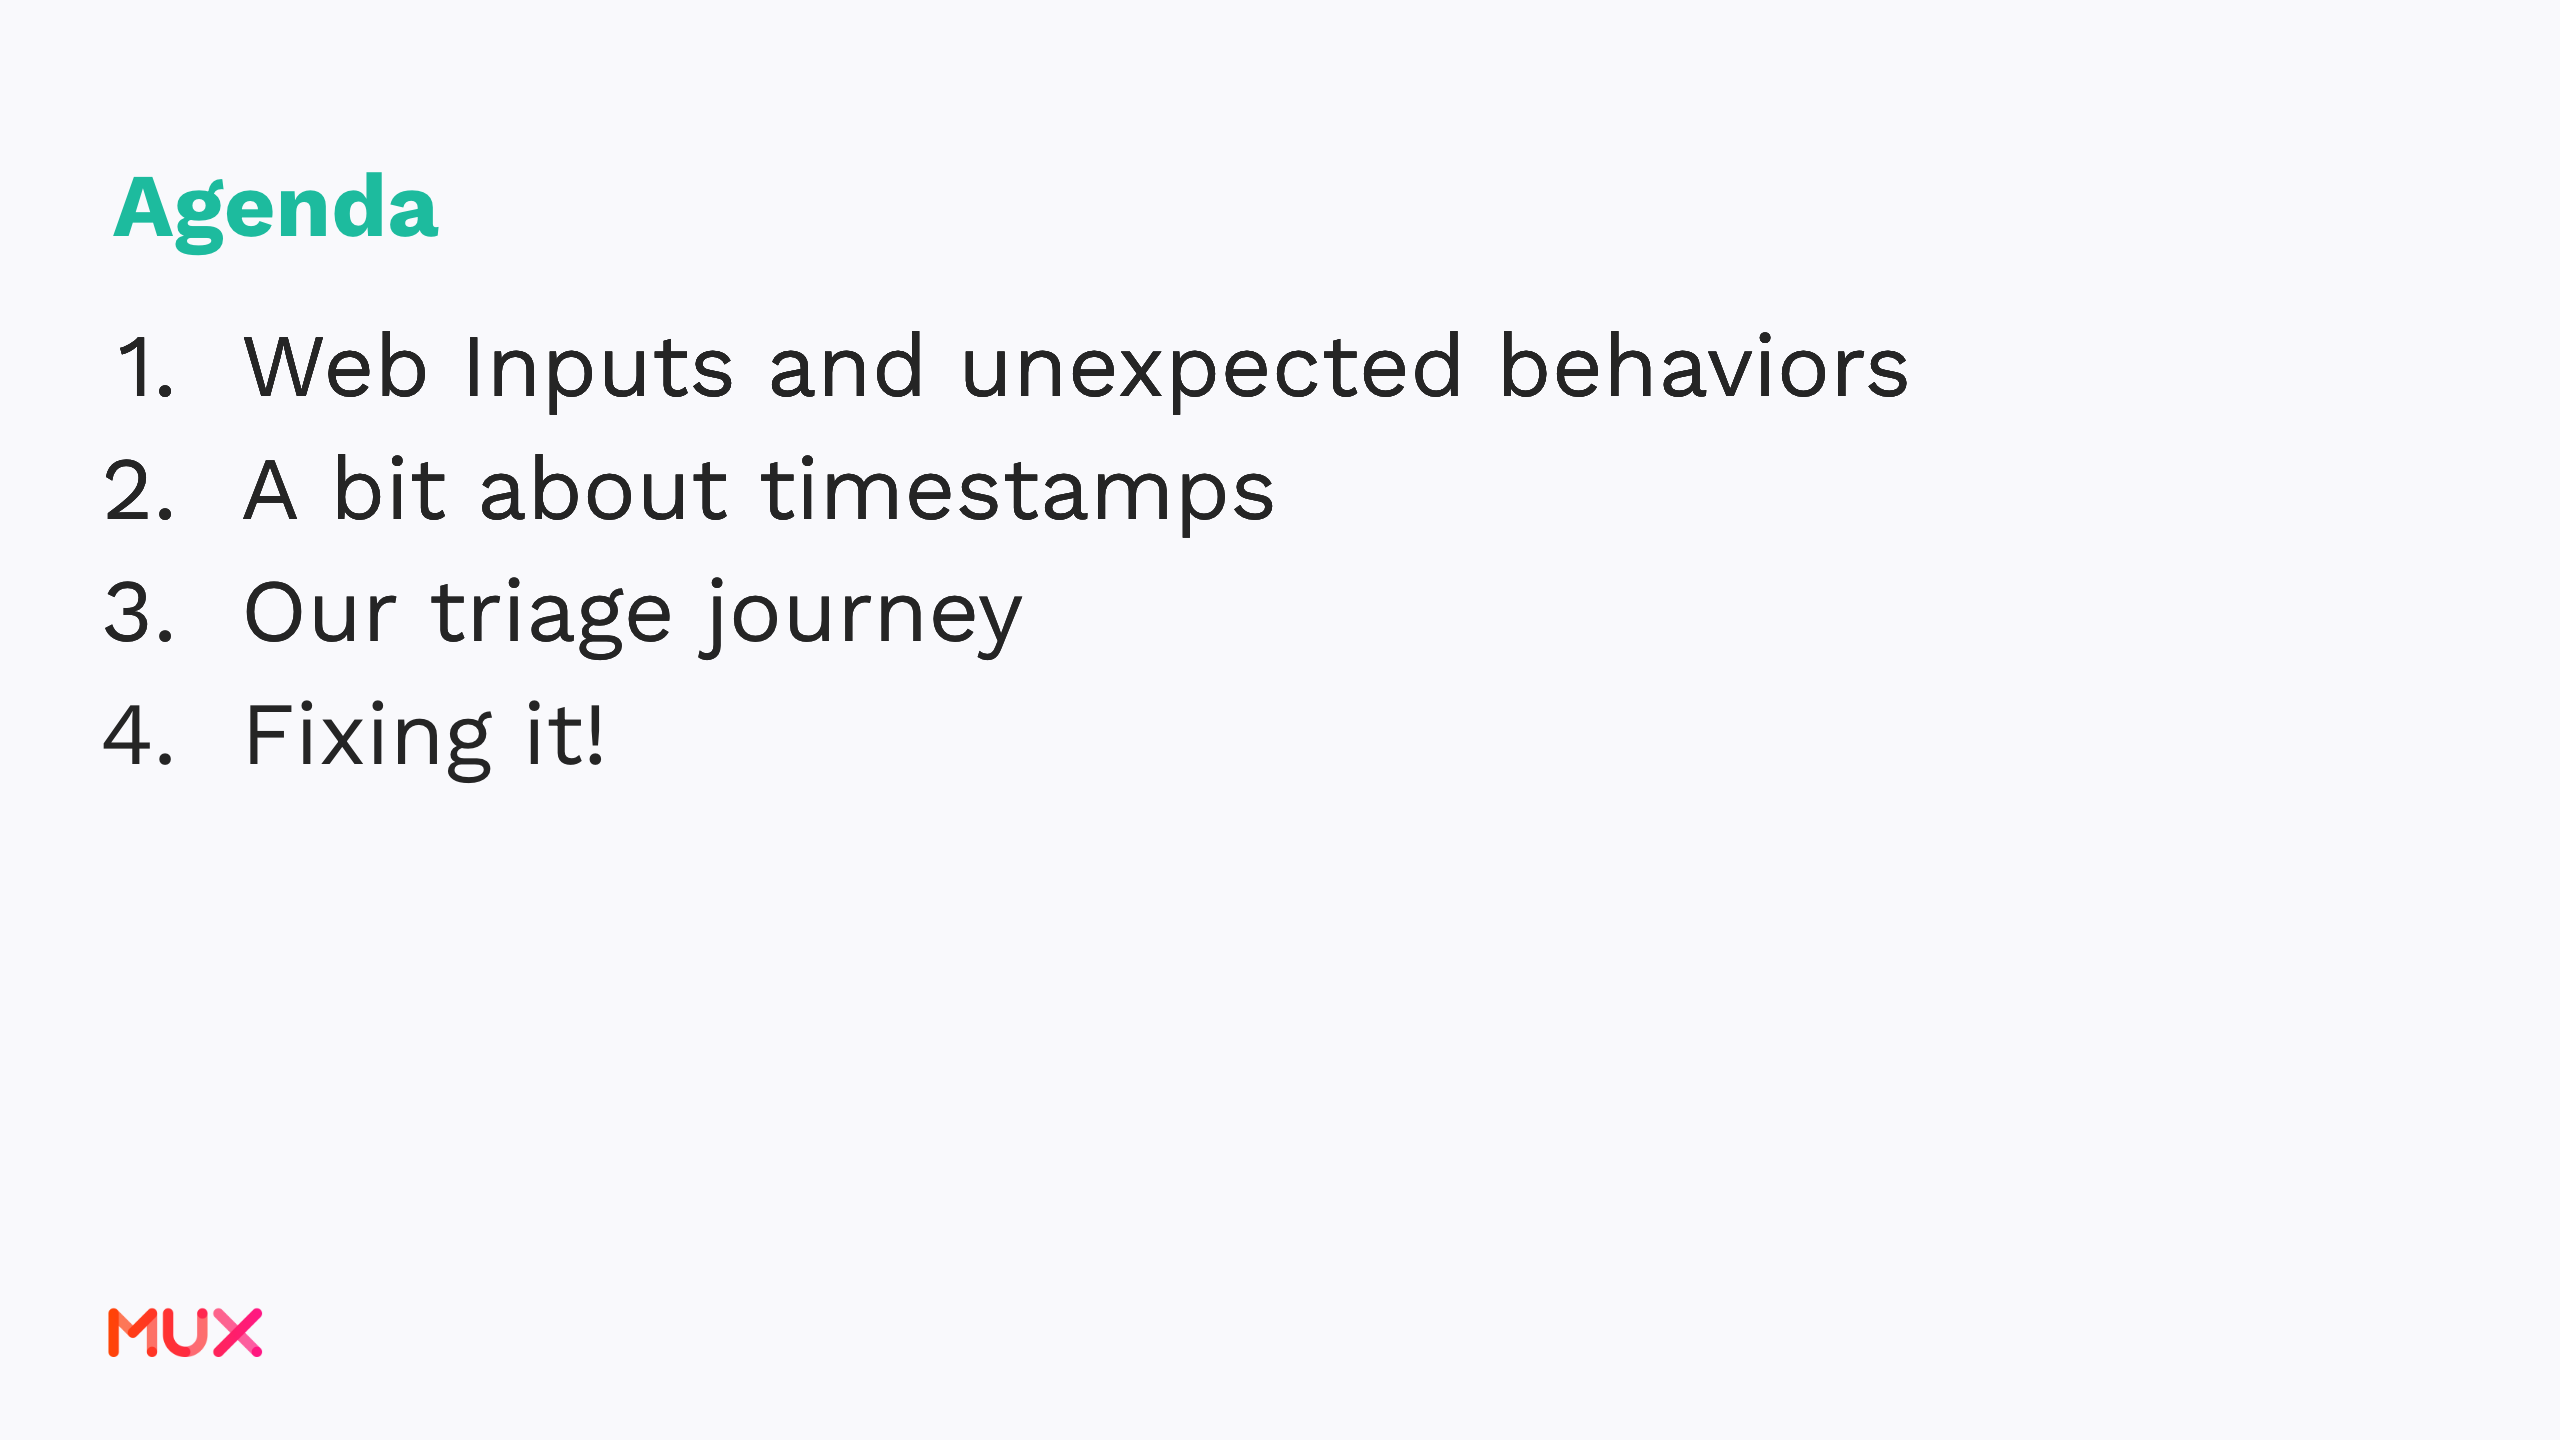 Agenda
1. Web Inputs and unexpected behaviors
2. A bit about timestamps
3. Our triage journey
4. Fixing it!
MUX